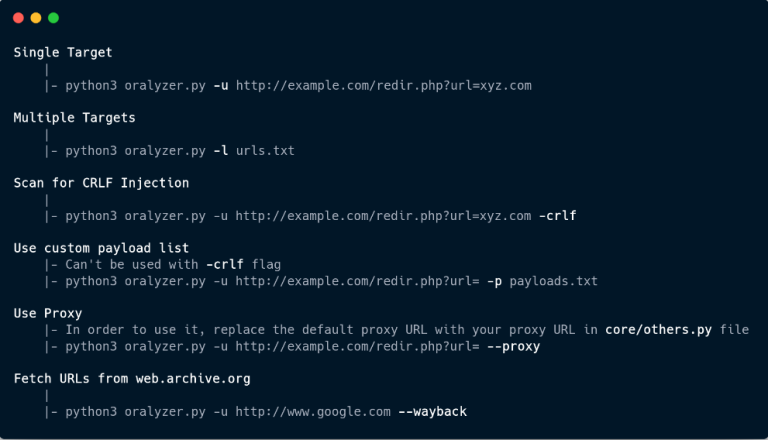 Single Target
|
|- python3 oralyzer.py -u http://example.com/redir.php?url=xyz.com
Multiple Targets
|
|- python3 oralyzer.py -l urls.txt
Scan for CRLF Injection
|
|- python3 oralyzer.py -u http://example.com/redir.php?url=xyz.com -crlf
Use custom payload list
|- Can't be used with -crlf flag
|- python3 oralyzer.py -u http://example.com/redir.php?url= -p payloads.txt
Use Proxy
|- In order to use it, replace the default proxy URL with your proxy URL in core/others.py file
|- python3 oralyzer.py -u http://example.com/redir.php?url= --proxy
Fetch URLs from web.archive.org
|
|- python3 oralyzer.py -u http://www.google.com --wayback